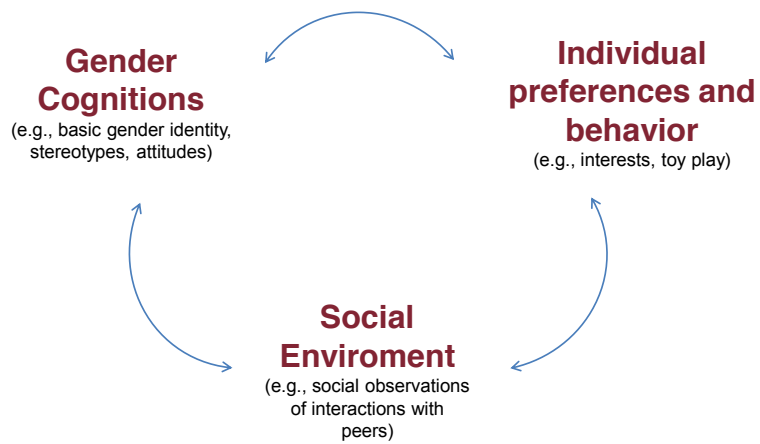 Gender
Cognitions
(e.g., basic gender identity,
stereotypes, attitudes)
Individual
preferences and
behavior
(e.g., interests, toy play)
Social
Enviroment
(e.g., social observations
of interactions with
peers)